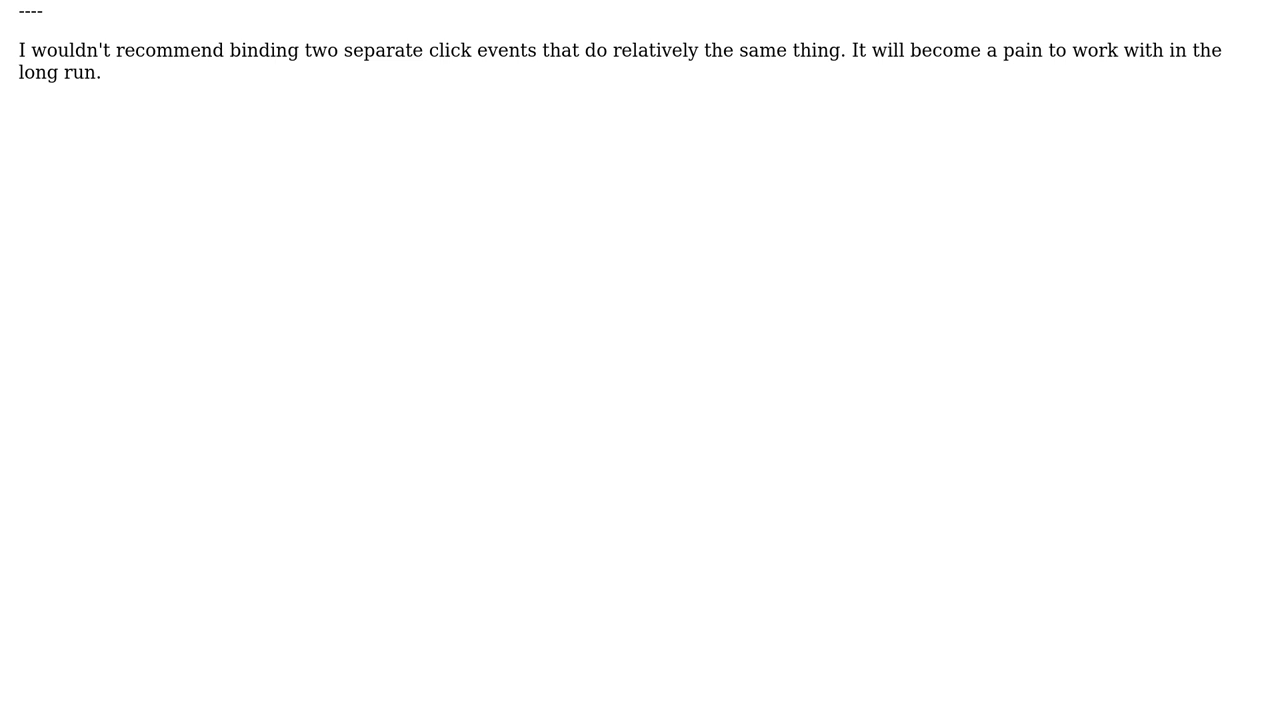 ----
I wouldn't recommend binding two separate click events that do relatively the same thing. It will become a pain to work with in the
long run.